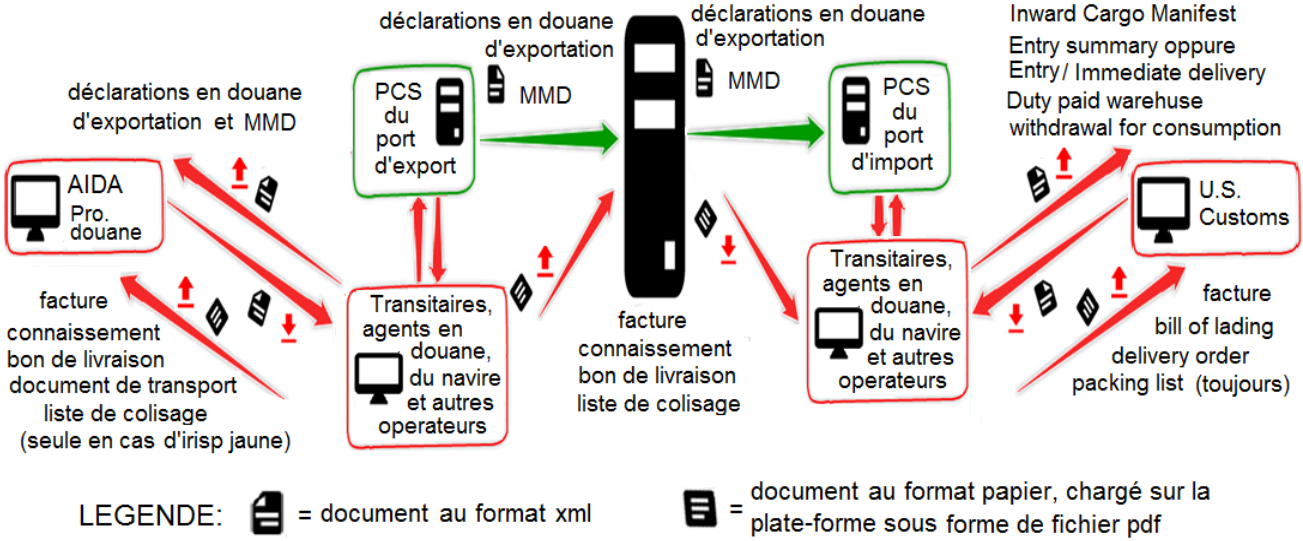 déclarations en douane
d'exportation et MMD
AIDA
Pro.
douane
facture
connaissement
bon de livraison
document de transport
liste de colisage
(seule en cas d'irisp jaune)
déclarations en douane
d'exportation
MMD
PCS
du
port
d'export
Transitaires,
agents en
douane,
du navire
et autres
operateurs
facture
connaissement
bon de livraison
liste de colisage
déclarations en douane
d'exportation
MMD
PCS
du
port
d'import
Transitaires,
agents en
douane,
du navire
et autres
operateurs
Inward Cargo Manifest
Entry summary oppure
Entry/ Immediate delivery
Duty paid warehuse
withdrawal for consumption
U.S.
Customs
facture
bill of lading
delivery order
packing list (toujours)
LEGENDE:
= document au format xml
= document au format papier, chargé sur la
plate-forme sous forme de fichier pdf